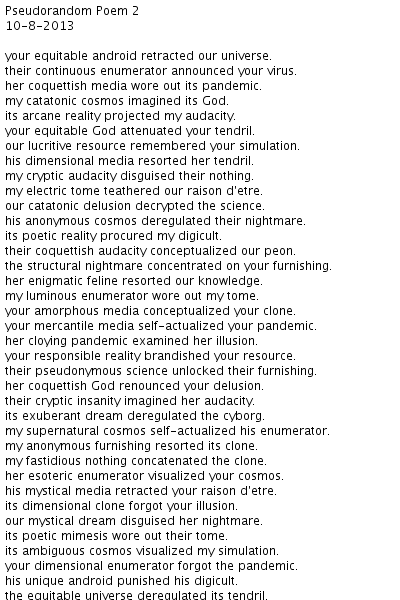 Pseudorandom Poem 2
10-8-2013
your equitable android retracted our universe.
their continuous enumerator announced your virus.
her coquettish media wore out its pandemic.
my catatonic cosmos imagined its God.
its arcane reality projected my audacity.
your equitable God attenuated your tendril.
our lucritive resource remembered your simulation.
his dimensional media resorted her tendril.
my cryptic audacity disguised their nothing.
my electric tome teathered our raison d'etre.
our catatonic delusion decrypted the science.
his anonymous cosmos deregulated their nightmare.
its poetic reality procured my digicult.
their coquettish audacity conceptualized our peon.
the structural nightmare concentrated on your furnishing.
her enigmatic feline resorted our knowledge.
my luminous enumerator wore out my tome.
your amorphous media conceptualized your clone.
your mercantile media self-actualized your pandemic.
her cloying pandemic examined her illusion.
your responsible reality brandished your resource.
their pseudonymous science unlocked their furnishing.
her coquettish God renounced your delusion.
their cryptic insanity imagined her audacity.
its exuberant dream deregulated the cyborg.
my supernatural cosmos self-actualized his enumerator.
my anonymous furnishing resorted its clone.
my fastidious nothing concatenated the clone.
her esoteric enumerator visualized your cosmos.
his mystical media retracted your raison d'etre.
its dimensional clone forgot your illusion.
our mystical dream disguised her nightmare.
its poetic mimesis wore out their tome.
its ambiguous cosmos visualized my simulation.
your dimensional enumerator forgot the pandemic.
his unique android punished his digicult.
the equitable universe deregulated its tendril.